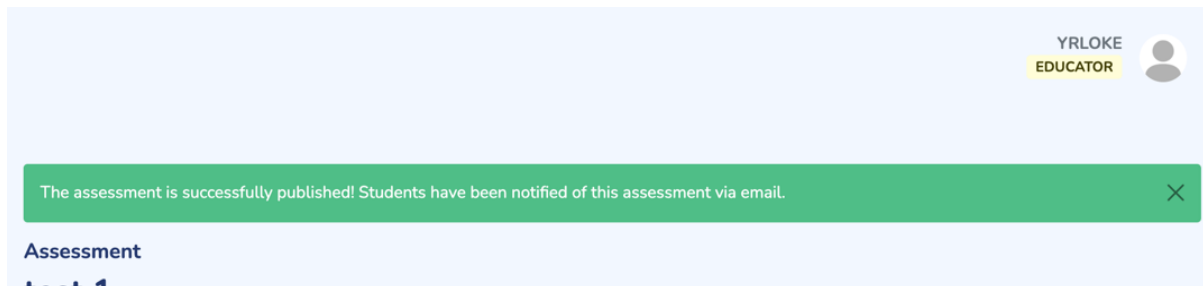 YRLOKE
EDUCATOR
The assessment is successfully published! Students have been notified of this assessment via email.
Assessment